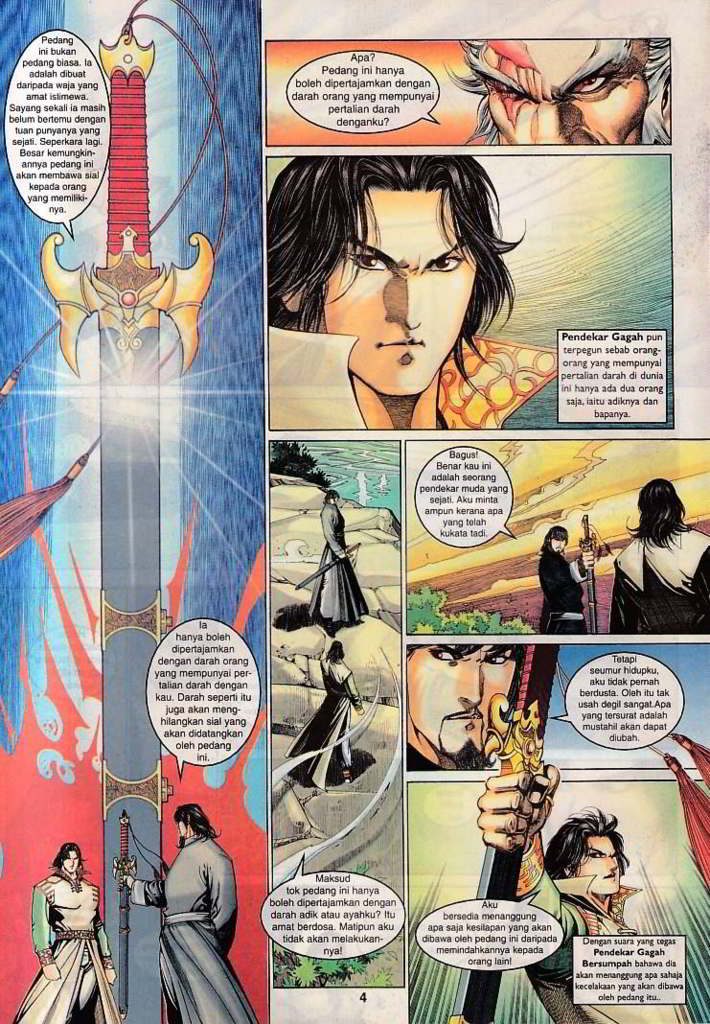 Pedang
ini bukan
pedang biasa. Ia
adalah dibuat
daripada waja yang
amat islimewa.
Sayang sekali ia masih
belum bertemu dengan
tuan punyanya yang
sejati. Seperkara lagi.
Besar kemungkin-
annya pedang ini
akan membawa sial
kepada orang
yang memiliki-
nya.
Ia
hanya boleh
dipertajamkan
dengan darah orang
yang mempunyai per-
talian darah dengan
kau.
Darah seperti itu
juga akan meng-
hilangkan sial yang
akan didatangkan
oleh pedang
ini.
Apa?
Pedang ini hanya
boleh dipertajamkan dengan
darah orang yang mempunyai
pertalian darah
denganku?
Pendekar Gagah pun
terpegun sebab orang-
orang yang mempunyai
pertalian darah di dunia
ini hanya ada dua orang
saja, iaitu adiknya dan
bapanya.
Maksud
tok pedang ini hanya
boleh dipertajamkan dengan
darah adik atau ayahku? Itu
amat berdosa. Matipun aku
tidak akan melakukan-
nya!
Bagus!
Benar kau ini
adalah seorang
pendekar muda yang
sejati. Aku minta
ampun kerana apa
yang telah
kukata tadi.
Tetapi
seumur hidupku,
aku tidak pernah
berdusta. Oleh itu tak
usah degil sangat.Apa
yang tersurat adalah
mustahil akan dapat
diubah.
Aku
bersedia menanggung
apa saja kesilapan yang akan
dibawa oleh pedang ini daripada
memindahkannya kepada
orang lain!
Dengan suara yang tegas
Pendekar Gagah
Bersumpah bahawa dia
akan menanggung apa sahaja
kecelakaan yang akan dibawa
oleh pedang itu..
4